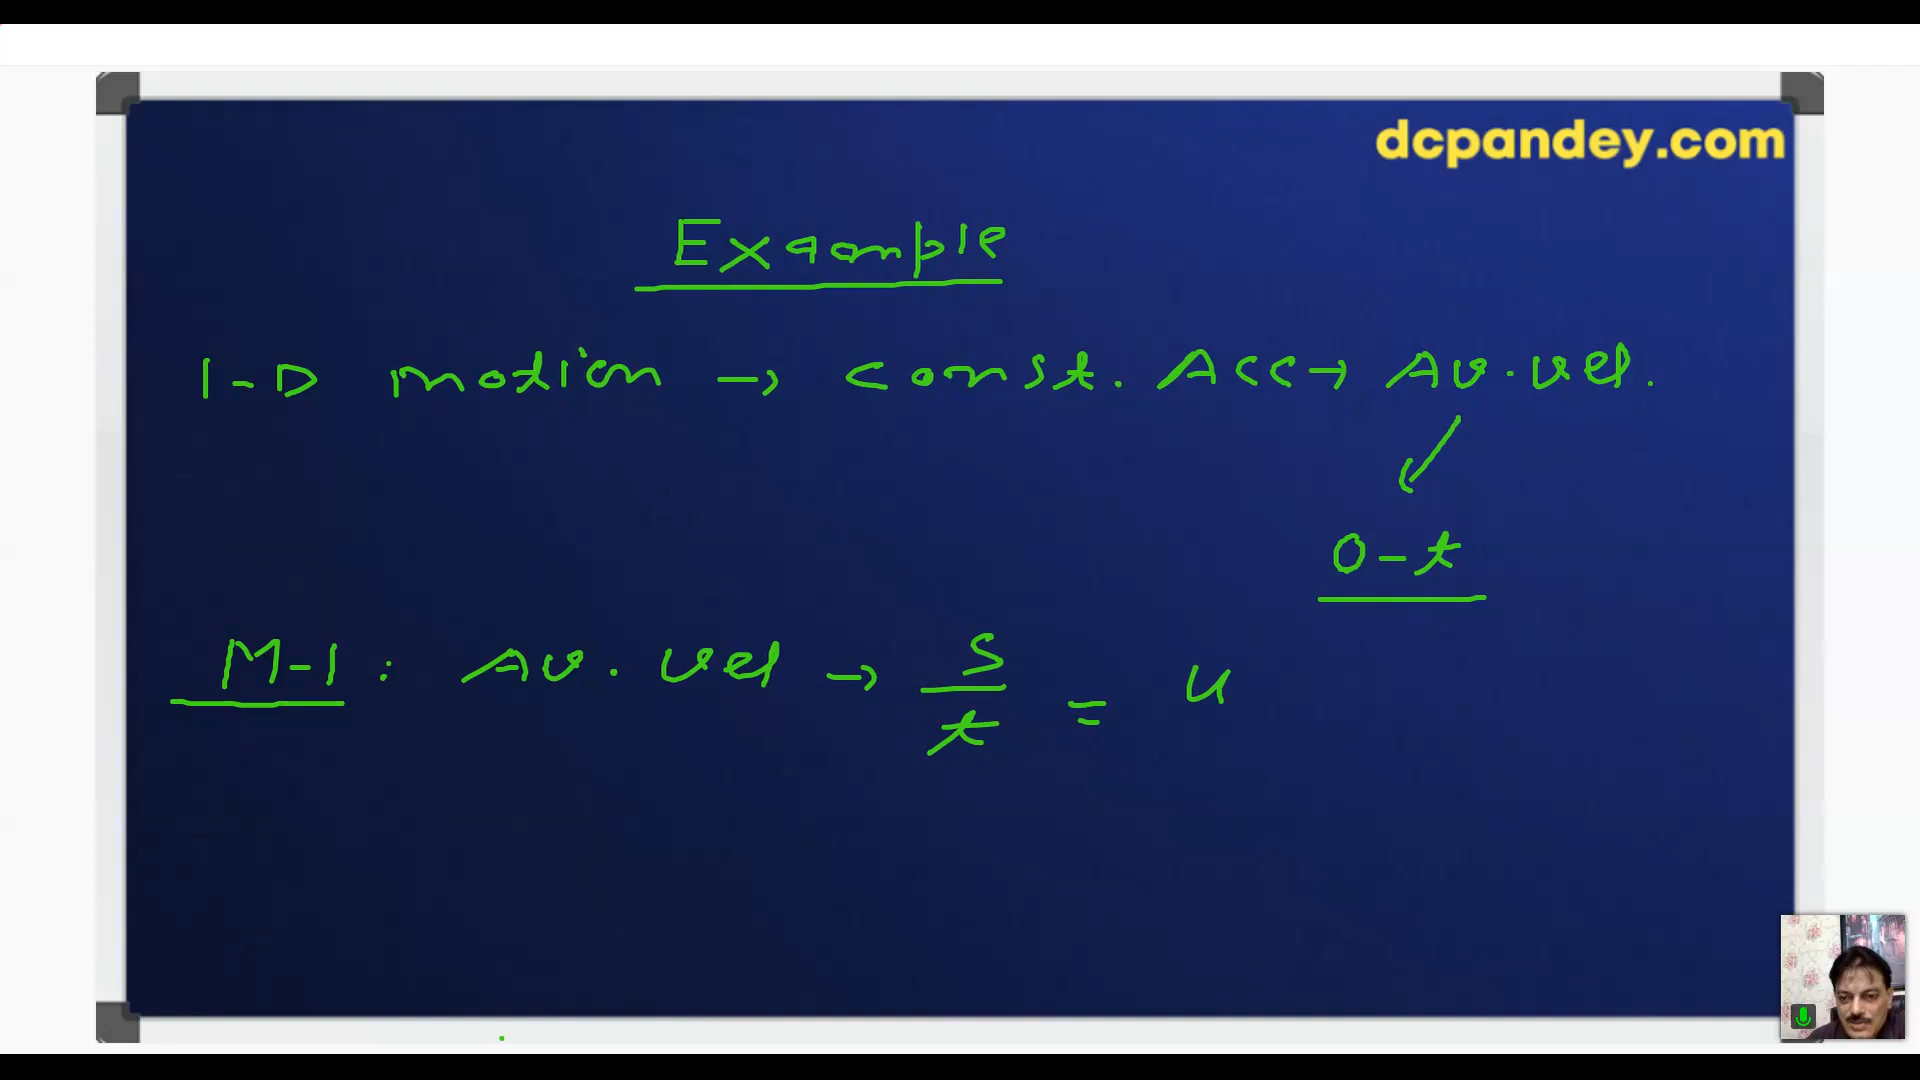 dcpandey.com
Example
1-D motion → const. Acc → Av. vel.
0 - t
M-1 : Av. vel → s/t = u